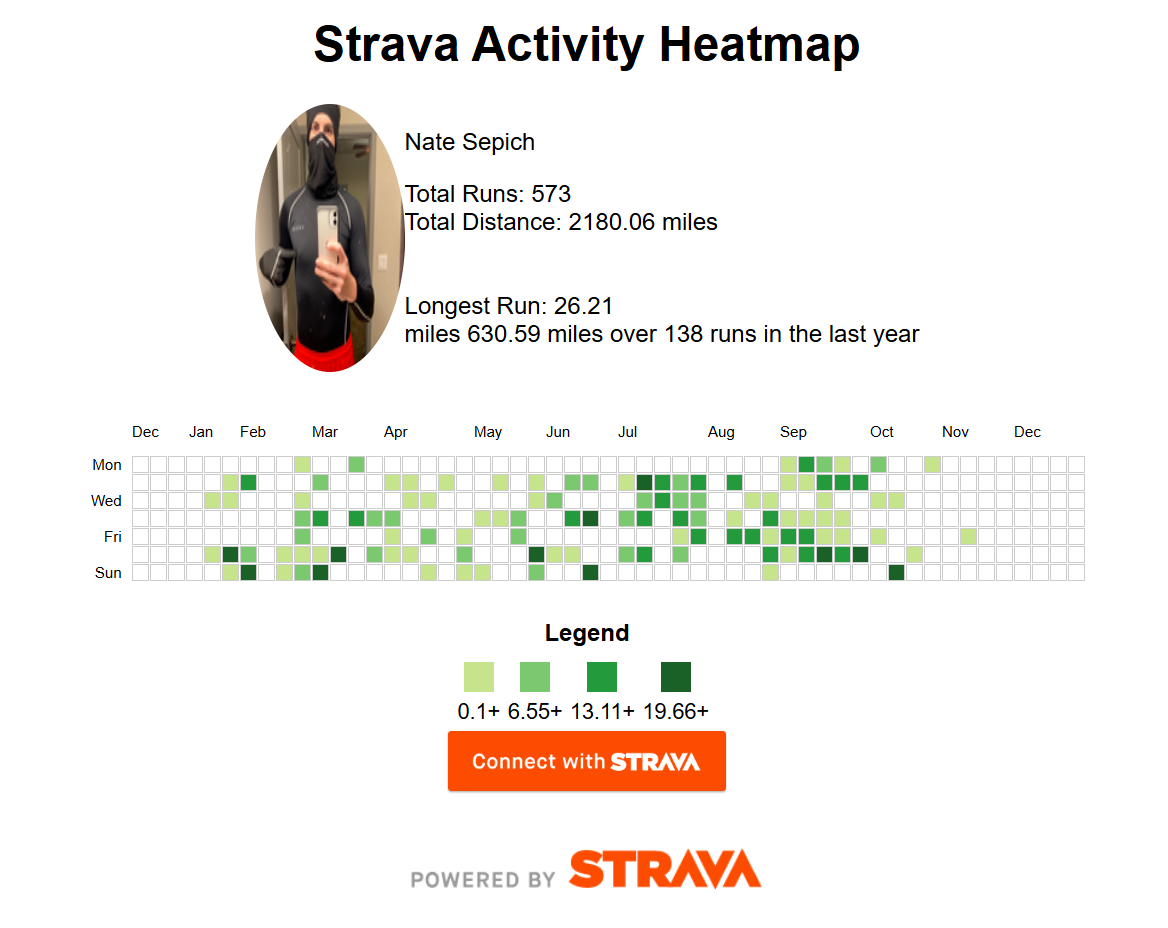 Strava Activity Heatmap
Nate Sepich
Total Runs: 573
Total Distance: 2180.06 miles
Longest Run: 26.21
miles 630.59 miles over 138 runs in the last year
Dec Jan Feb Mar Apr May Jun Jul Aug Sep Oct Nov Dec
Mon
Wed
Fri
Sun
Legend
0.1+ 6.55+ 13.11+ 19.66+
Connect with STRAVA
POWERED BY STRAVA